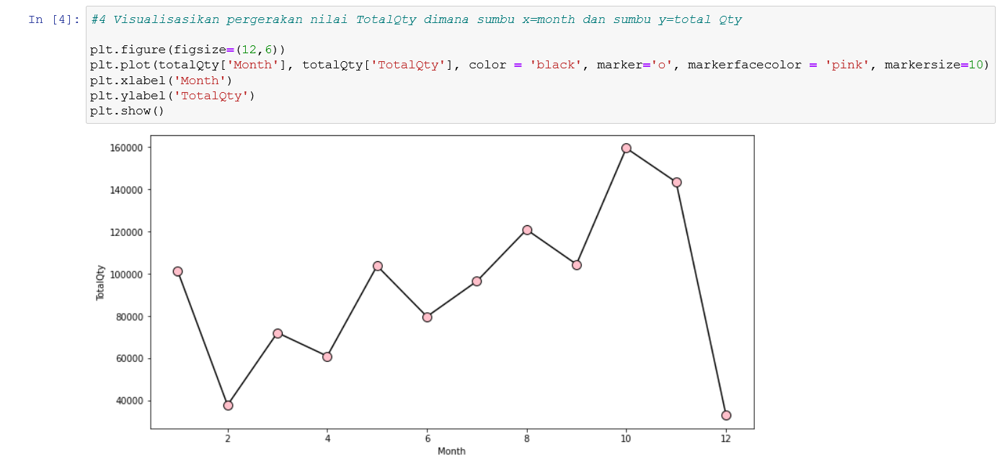 In [4]:
#4 Visualisasikan pergerakan nilai TotalQty dimana sumbu x=month dan sumbu y=total Qty
plt.figure(figsize=(12,6))
plt.plot(totalQty['Month'], totalQty['TotalQty'], color = 'black', marker='o', markerfacecolor = 'pink', markersize=10)
plt.xlabel('Month')
plt.ylabel('TotalQty')
plt.show()
160000
140000
120000
100000
80000
60000
40000
TotalQty
2 4 6 8 10 12
Month